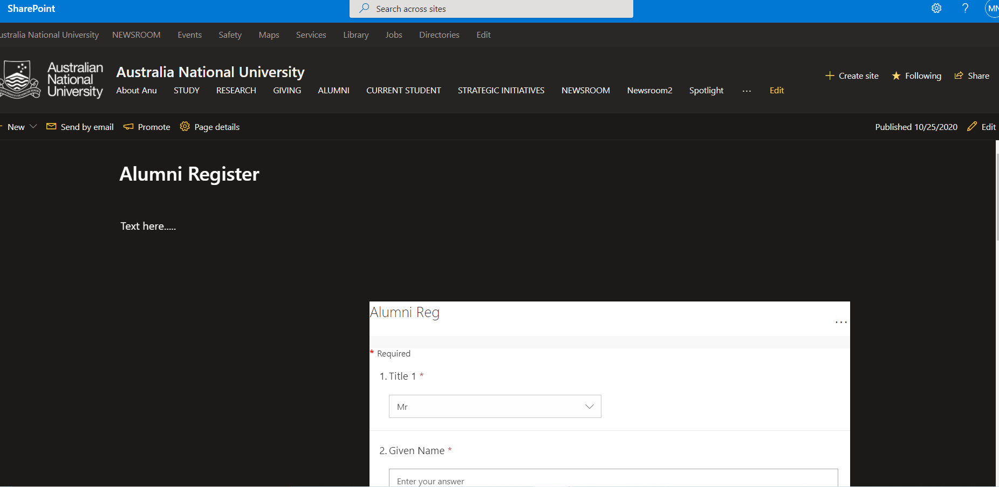 SharePoint
Search across sites
MN
ustralia National University NEWSROOM Events Safety Maps Services Library Jobs Directories Edit
Australian
National
University
Australia National University
About Anu STUDY RESEARCH GIVING ALUMNI CURRENT STUDENT STRATEGIC INITIATIVES NEWSROOM Newsroom2 Spotlight ... Edit
Create site Following Share
New Send by email Promote Page details Published 10/25/2020 Edit
Alumni Register
Text here.....
Alumni Reg
...
* Required
1. Title 1 *
Mr
2. Given Name *
Enter your answer